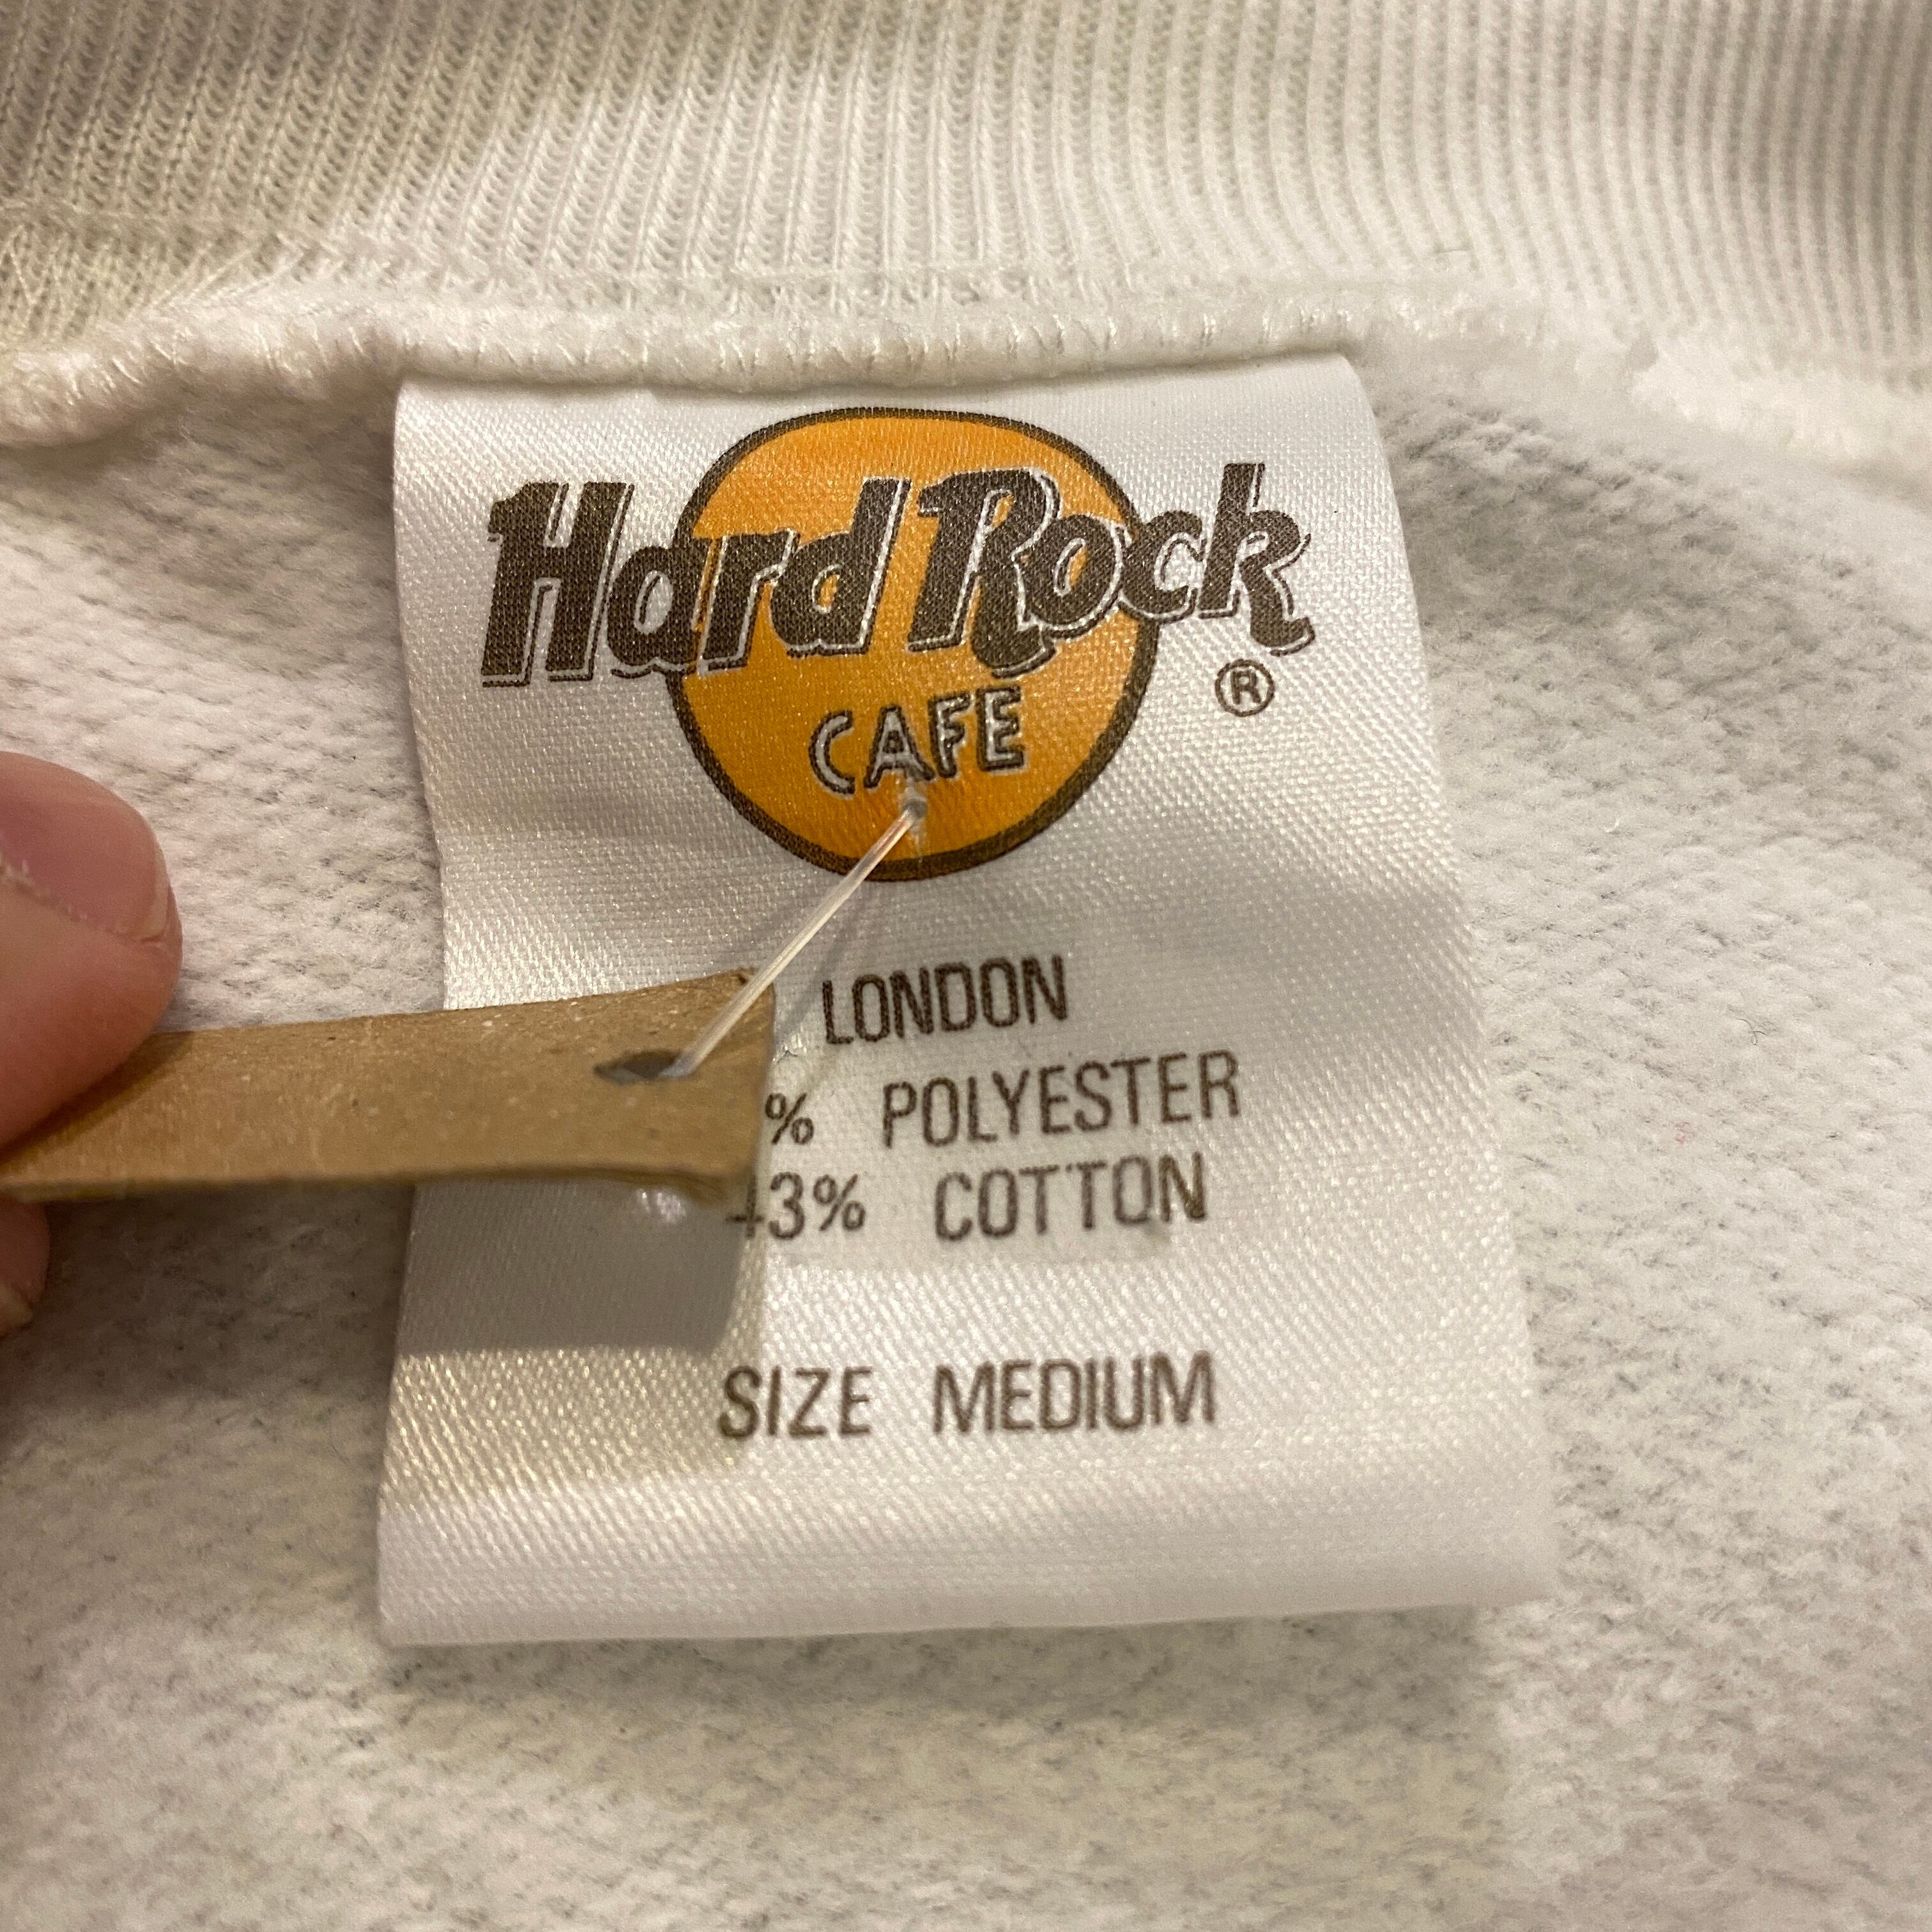 Hard Rock
CAFE
®
LONDON
% POLYESTER
43% COTTON
SIZE MEDIUM